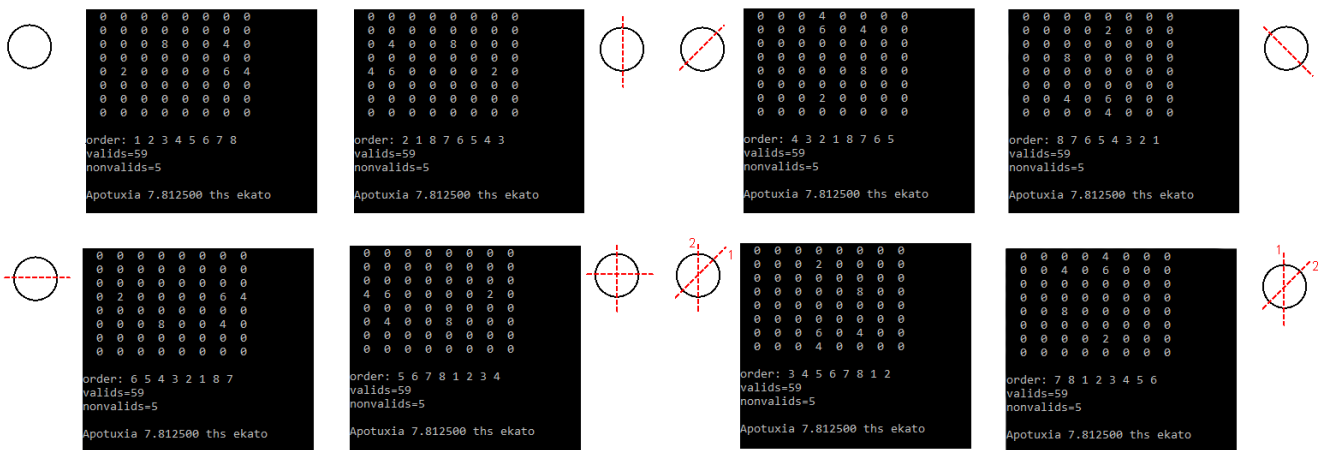 0 0 0 0 0 0 0 0
0 0 0 0 0 0 0 0
0 0 0 8 0 0 4 0
0 0 0 0 0 0 0 0
0 2 0 0 0 0 6 4
0 0 0 0 0 0 0 0
0 0 0 0 0 0 0 0
0 0 0 0 0 0 0 0
order: 1 2 3 4 5 6 7 8
valids=59
nonvalids=5
Apotuxia 7.812500 ths ekato
0 0 0 0 0 0 0 0
0 0 0 0 0 0 0 0
0 4 0 0 8 0 0 0
0 0 0 0 0 0 0 0
4 6 0 0 0 0 2 0
0 0 0 0 0 0 0 0
0 0 0 0 0 0 0 0
0 0 0 0 0 0 0 0
order: 2 1 8 7 6 5 4 3
valids=59
nonvalids=5
Apotuxia 7.812500 ths ekato
0 0 0 4 0 0 0 0
0 0 0 6 0 4 0 0
0 0 0 0 0 0 0 0
0 0 0 0 0 0 0 0
0 0 0 0 0 8 0 0
0 0 0 0 0 0 0 0
0 0 0 2 0 0 0 0
0 0 0 0 0 0 0 0
order: 4 3 2 1 8 7 6 5
valids=59
nonvalids=5
Apotuxia 7.812500 ths ekato
0 0 0 0 0 0 0 0
0 0 0 0 2 0 0 0
0 0 0 0 0 0 0 0
0 0 8 0 0 0 0 0
0 0 0 0 0 0 0 0
0 0 0 0 0 0 0 0
0 0 4 0 6 0 0 0
0 0 0 0 4 0 0 0
order: 8 7 6 5 4 3 2 1
valids=59
nonvalids=5
Apotuxia 7.812500 ths ekato
0 0 0 0 0 0 0 0
0 0 0 0 0 0 0 0
0 0 0 0 0 0 0 0
0 2 0 0 0 0 6 4
0 0 0 0 0 0 0 0
0 0 0 8 0 0 4 0
0 0 0 0 0 0 0 0
0 0 0 0 0 0 0 0
order: 6 5 4 3 2 1 8 7
valids=59
nonvalids=5
Apotuxia 7.812500 ths ekato
0 0 0 0 0 0 0 0
0 0 0 0 0 0 0 0
0 0 0 0 0 0 0 0
4 6 0 0 0 0 2 0
0 0 0 0 0 0 0 0
0 4 0 0 8 0 0 0
0 0 0 0 0 0 0 0
0 0 0 0 0 0 0 0
order: 5 6 7 8 1 2 3 4
valids=59
nonvalids=5
Apotuxia 7.812500 ths ekato
2
1
0 0 0 0 0 0 0 0
0 0 0 2 0 0 0 0
0 0 0 0 0 0 0 0
0 0 0 0 0 8 0 0
0 0 0 0 0 0 0 0
0 0 0 0 0 0 0 0
0 0 0 6 0 4 0 0
0 0 0 4 0 0 0 0
order: 3 4 5 6 7 8 1 2
valids=59
nonvalids=5
Apotuxia 7.812500 ths ekato
0 0 0 0 4 0 0 0
0 0 4 0 6 0 0 0
0 0 0 0 0 0 0 0
0 0 0 0 0 0 0 0
0 0 8 0 0 0 0 0
0 0 0 0 0 0 0 0
0 0 0 0 2 0 0 0
0 0 0 0 0 0 0 0
order: 7 8 1 2 3 4 5 6
valids=59
nonvalids=5
Apotuxia 7.812500 ths ekato
1
2